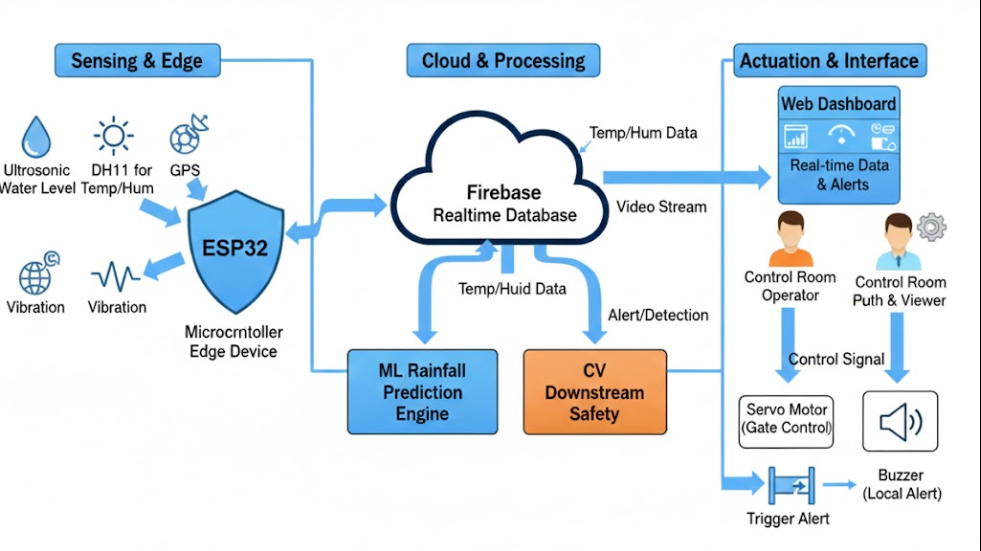 Sensing & Edge
Cloud & Processing
Actuation & Interface
Ultrasonic
Water Level
DH11 for
Temp/Hum
GPS
ESP32
Vibration
Vibration
Microcrntoller
Edge Device
Firebase
Realtime Database
Temp/Hum Data
Video Stream
Temp/Huid Data
Alert/Detection
ML Rainfall
Prediction
Engine
CV
Downstream
Safety
Web Dashboard
Real-time Data
& Alerts
Control Room
Operator
Control Room
Puth & Viewer
Control Signal
Servo Motor
(Gate Control)
Buzzer
(Local Alert)
Trigger Alert